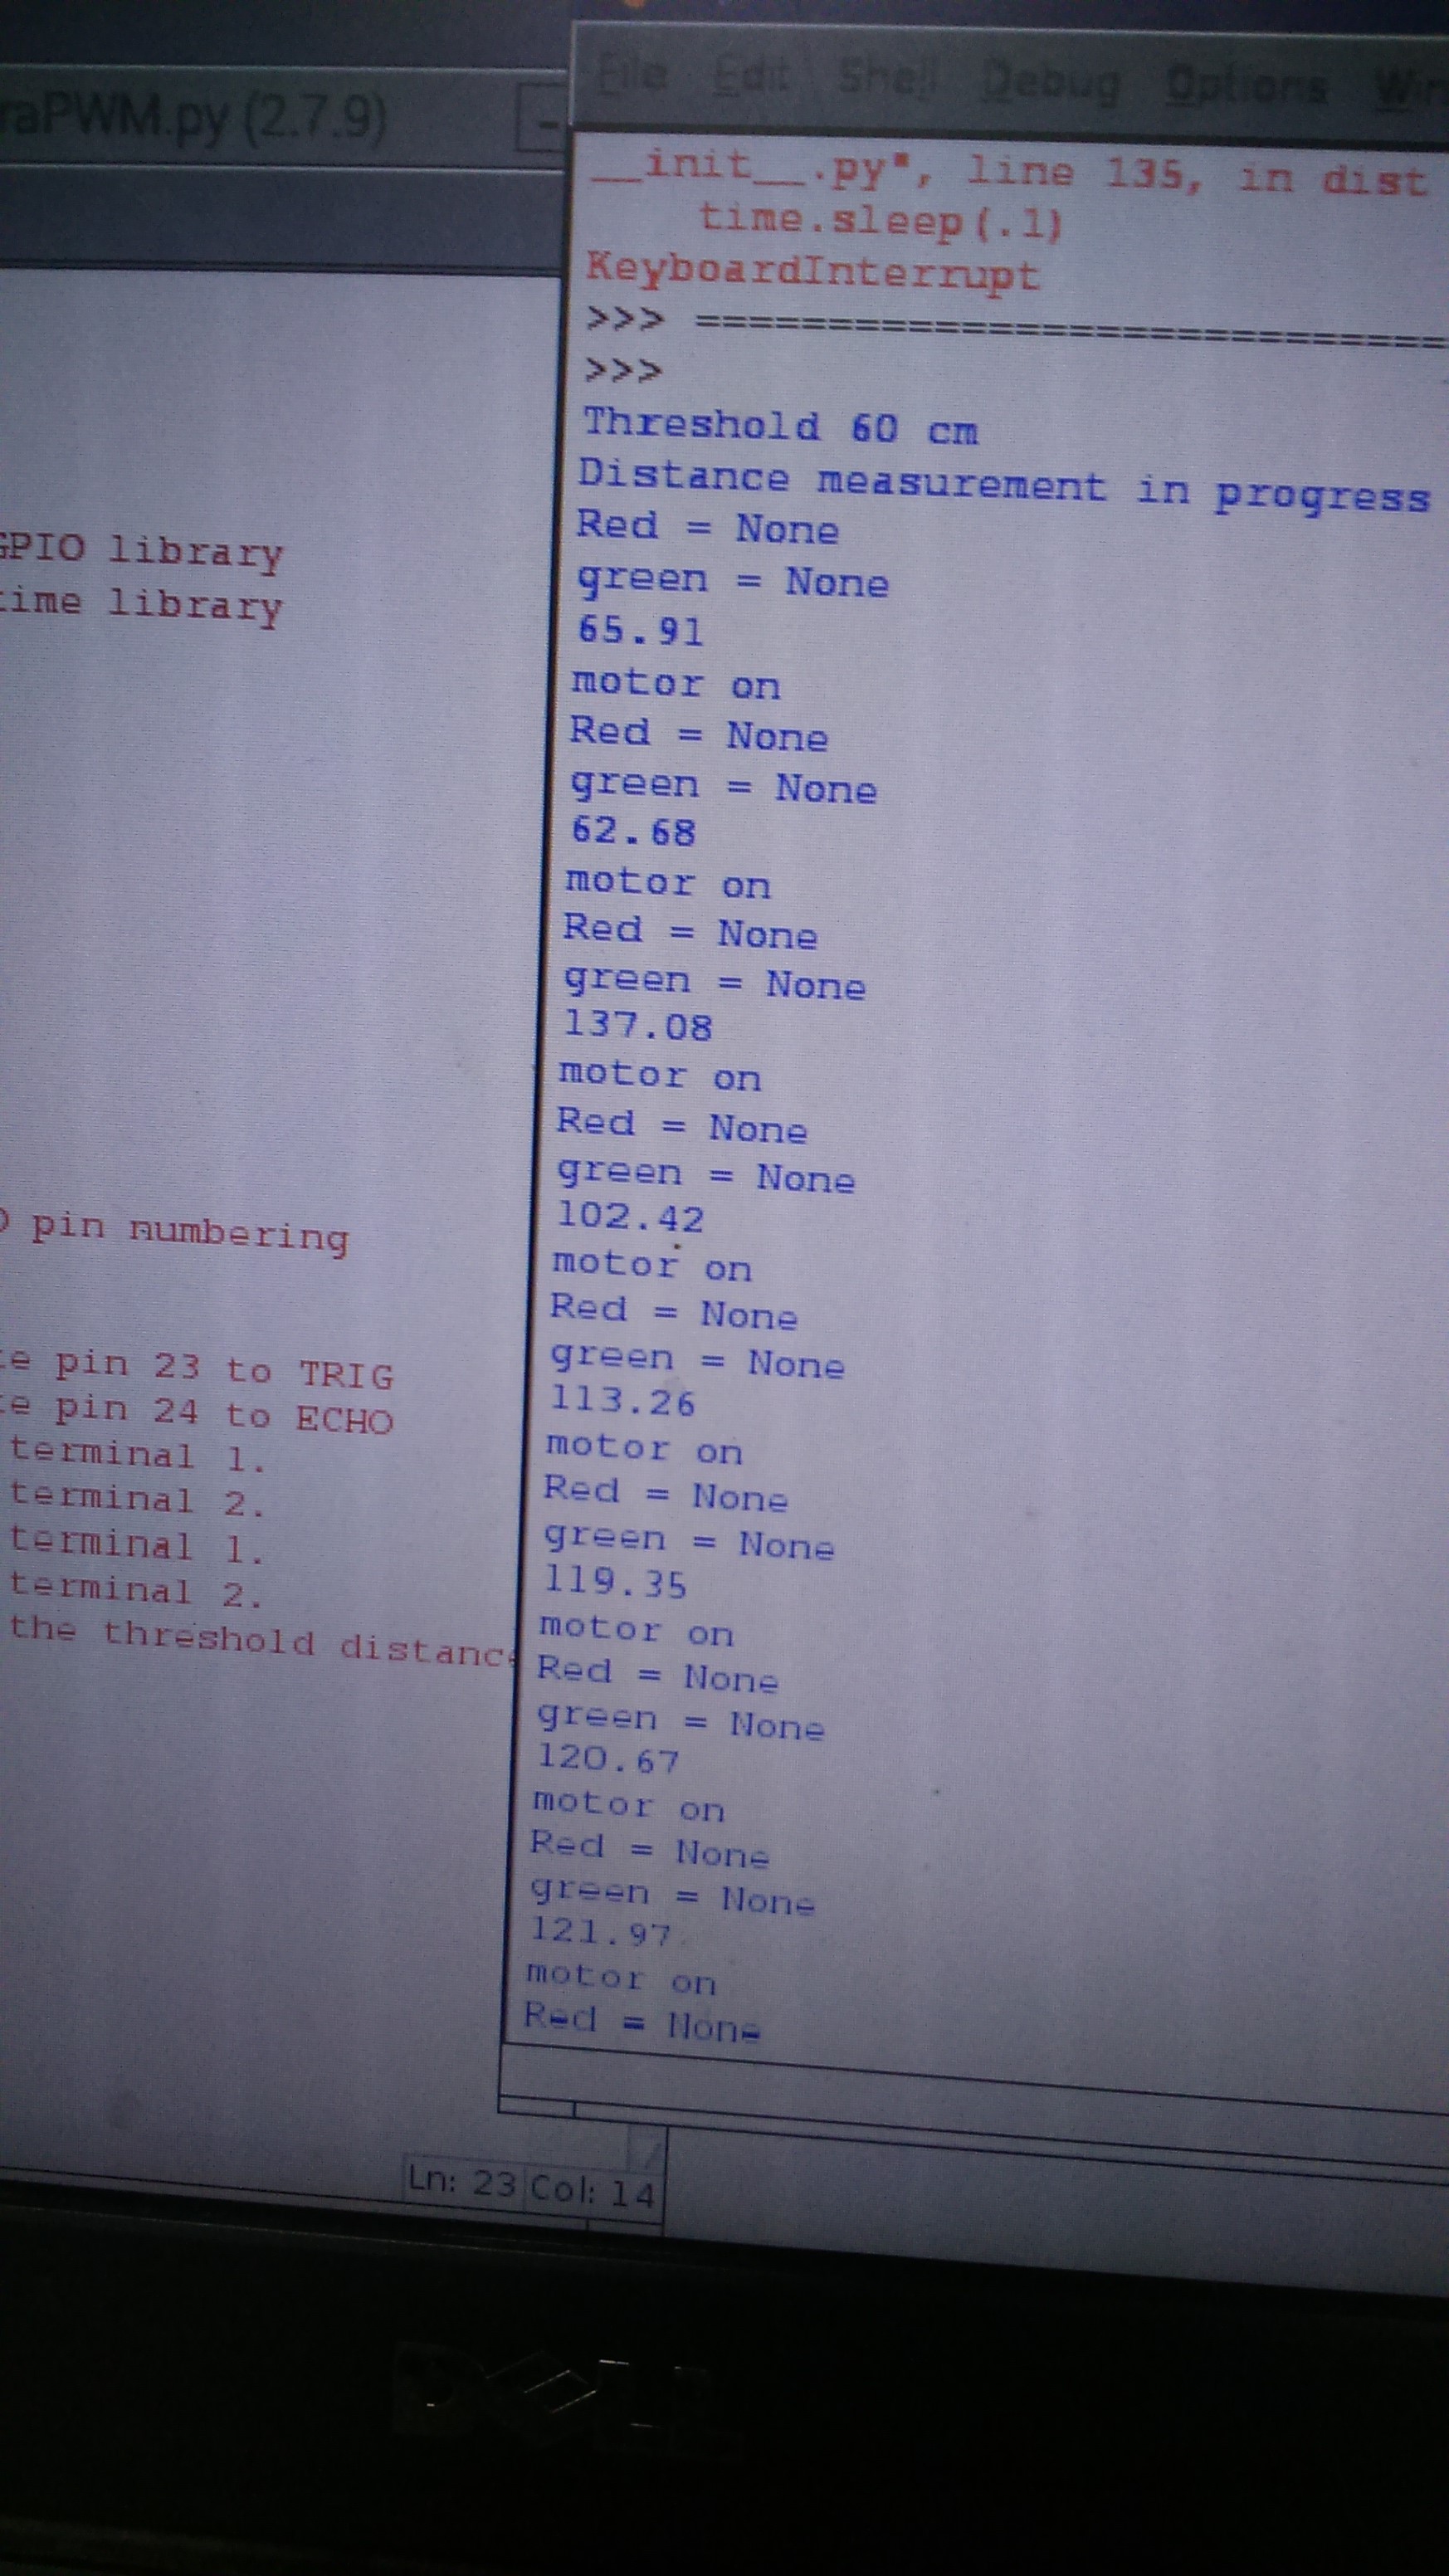 raPWM.py (2.7.9)
GPIO library
time library
O pin numbering
te pin 23 to TRIG
te pin 24 to ECHO
terminal 1.
terminal 2.
terminal 1.
terminal 2.
the threshold distance
Ln: 23 Col: 14
File Edit Shell Debug Options Win
__init__.py", line 135, in dist
time.sleep(.1)
KeyboardInterrupt
>>> ============================
>>>
Threshold 60 cm
Distance measurement in progress
Red = None
green = None
65.91
motor on
Red = None
green = None
62.68
motor on
Red = None
green = None
137.08
motor on
Red = None
green = None
102.42
motor on
Red = None
green = None
113.26
motor on
Red = None
green = None
119.35
motor on
Red = None
green = None
120.67
motor on
Red = None
green = None
121.97
motor on
Red = None
DELL